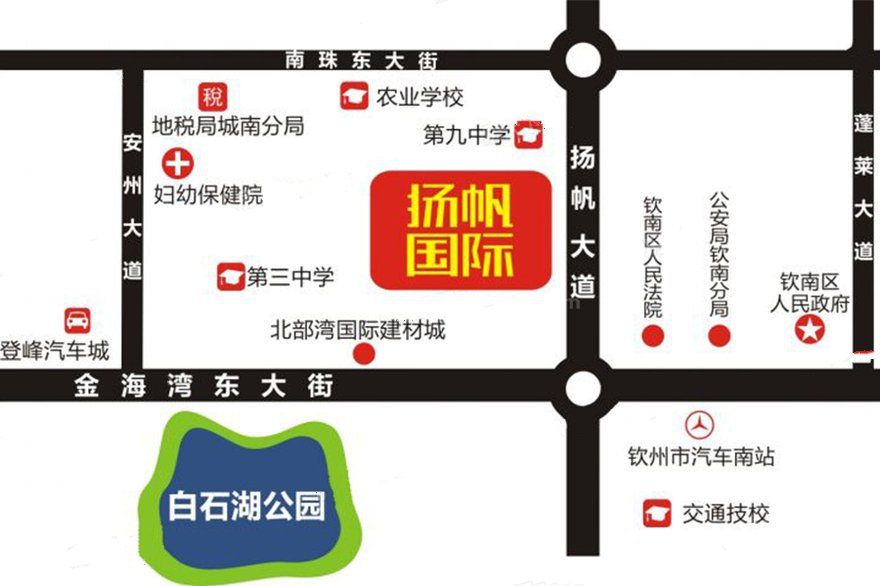 南珠东大街
税
农业学校
地税局城南分局
第九中学
安州大道
扬帆大道
蓬莱大道
妇幼保健院
扬帆
国际
钦南区人民法院
公安局钦南分局
第三中学
钦南区
人民政府
北部湾国际建材城
登峰汽车城
金海湾东大街
钦州市汽车南站
白石湖公园
交通技校